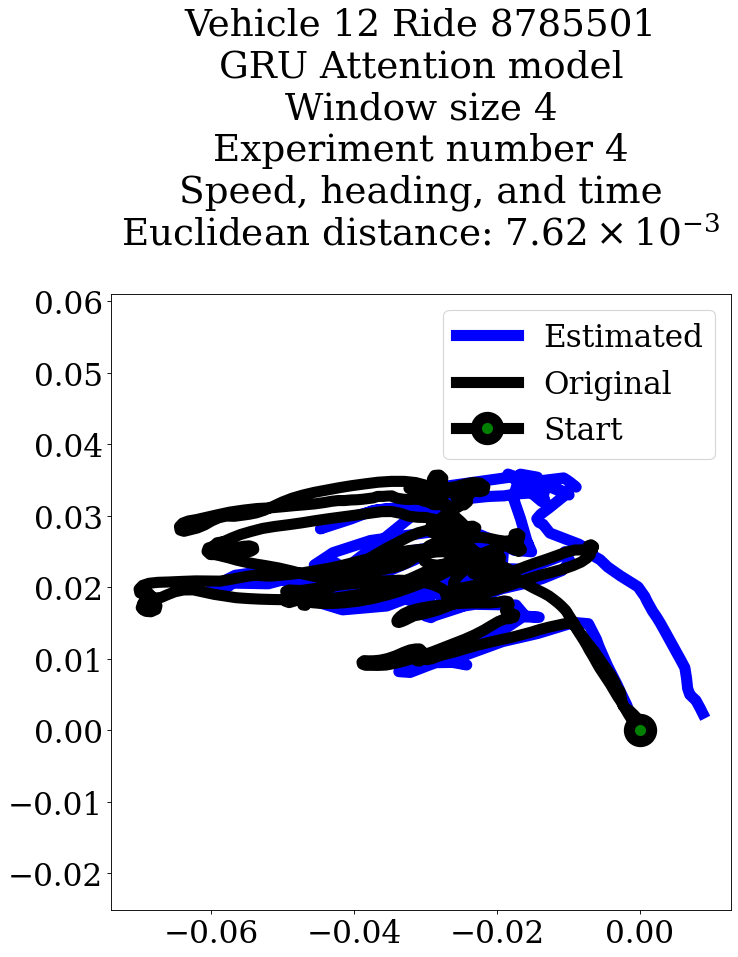 Vehicle 12 Ride 8785501
GRU Attention model
Window size 4
Experiment number 4
Speed, heading, and time
Euclidean distance: 7.62 × 10⁻³
0.06
0.05
0.04
0.03
0.02
0.01
0.00
−0.01
−0.02
Estimated
Original
Start
−0.06 −0.04 −0.02 0.00